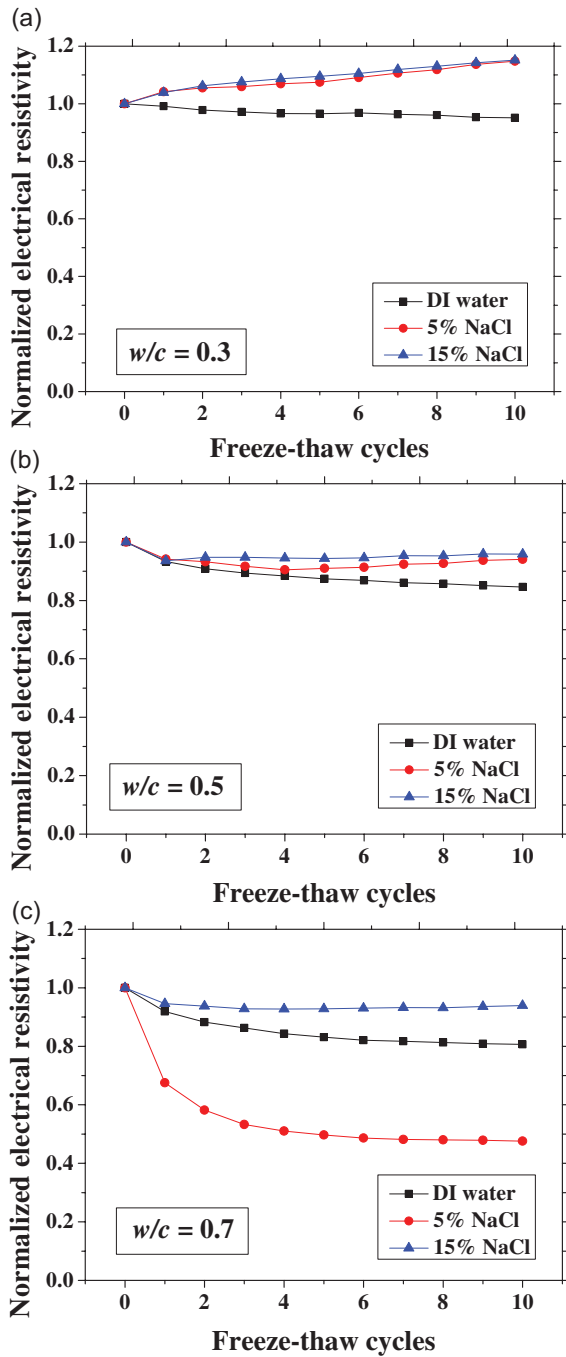 (a)
Normalized electrical resistivity
1.2
1.0
0.8
0.6
0.4
0.2
0.0
DI water
5% NaCl
15% NaCl
w/c = 0.3
0 2 4 6 8 10
Freeze-thaw cycles
(b)
Normalized electrical resistivity
1.2
1.0
0.8
0.6
0.4
0.2
0.0
DI water
5% NaCl
15% NaCl
w/c = 0.5
0 2 4 6 8 10
Freeze-thaw cycles
(c)
Normalized electrical resistivity
1.2
1.0
0.8
0.6
0.4
0.2
0.0
DI water
5% NaCl
15% NaCl
w/c = 0.7
0 2 4 6 8 10
Freeze-thaw cycles